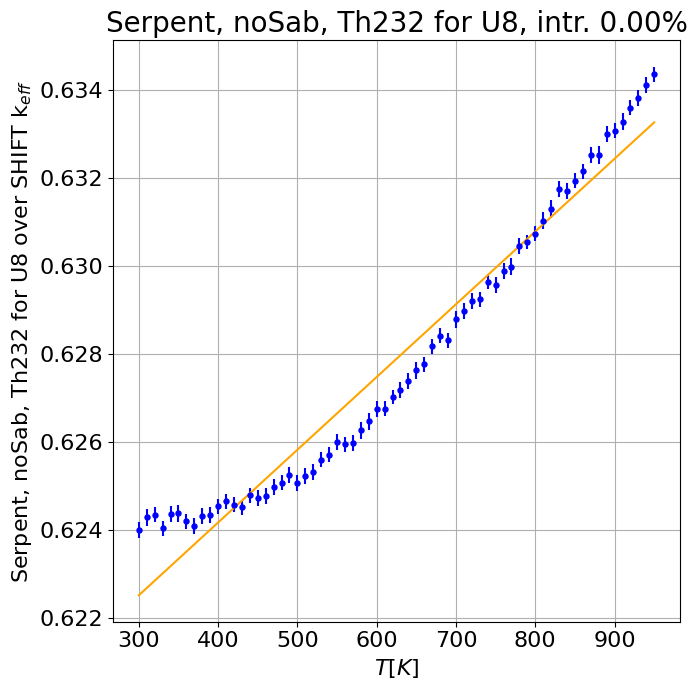 Serpent, noSab, Th232 for U8, intr. 0.00%
Serpent, noSab, Th232 for U8 over SHIFT k_eff
0.634
0.632
0.630
0.628
0.626
0.624
0.622
300 400 500 600 700 800 900
T[K]